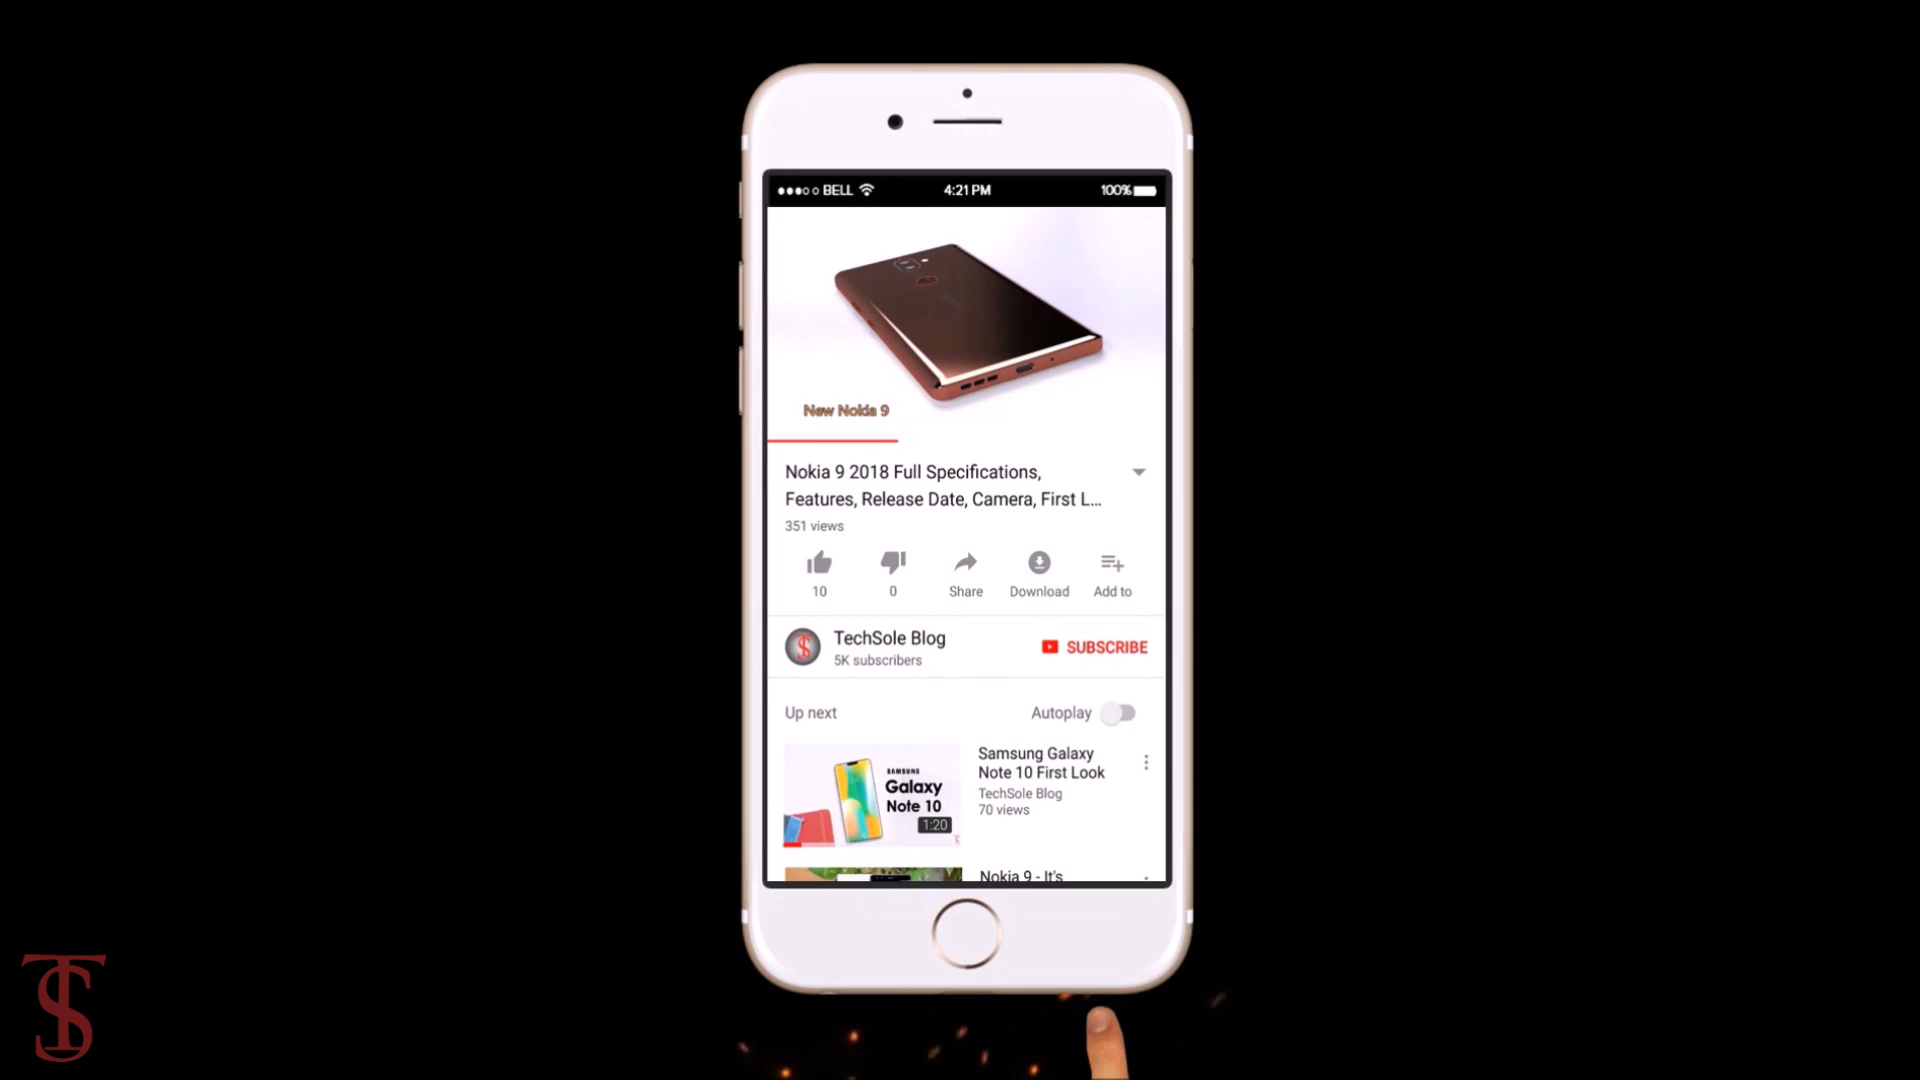 BELL 4:21 PM 100%
New Nokia 9
Nokia 9 2018 Full Specifications,
Features, Release Date, Camera, First L...
351 views
10 0 Share Download Add to
TechSole Blog
5K subscribers
SUBSCRIBE
Up next Autoplay
SAMSUNG
Galaxy
Note 10
1:20
Samsung Galaxy
Note 10 First Look
TechSole Blog
70 views
Nokia 9 - It's
TS